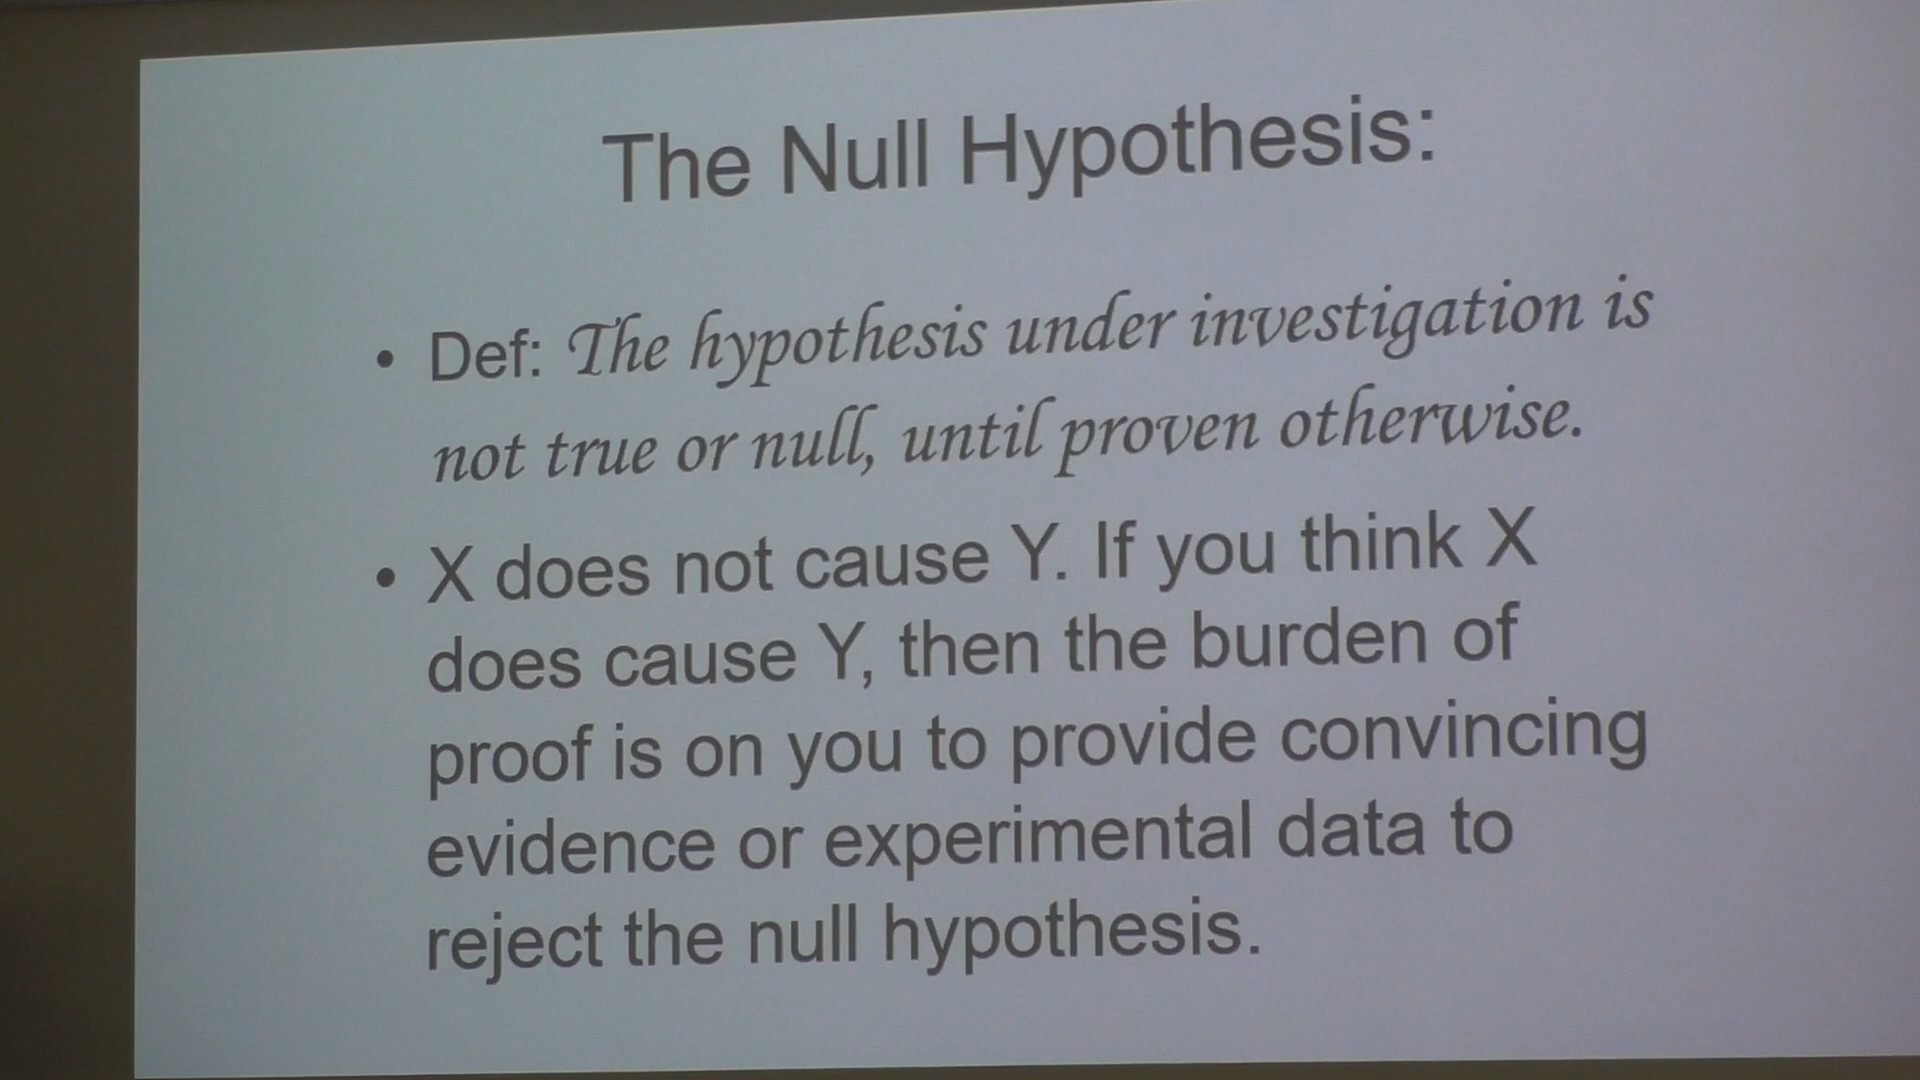 The Null Hypothesis:
• Def: The hypothesis under investigation is
not true or null, until proven otherwise.
• X does not cause Y. If you think X
does cause Y, then the burden of
proof is on you to provide convincing
evidence or experimental data to
reject the null hypothesis.